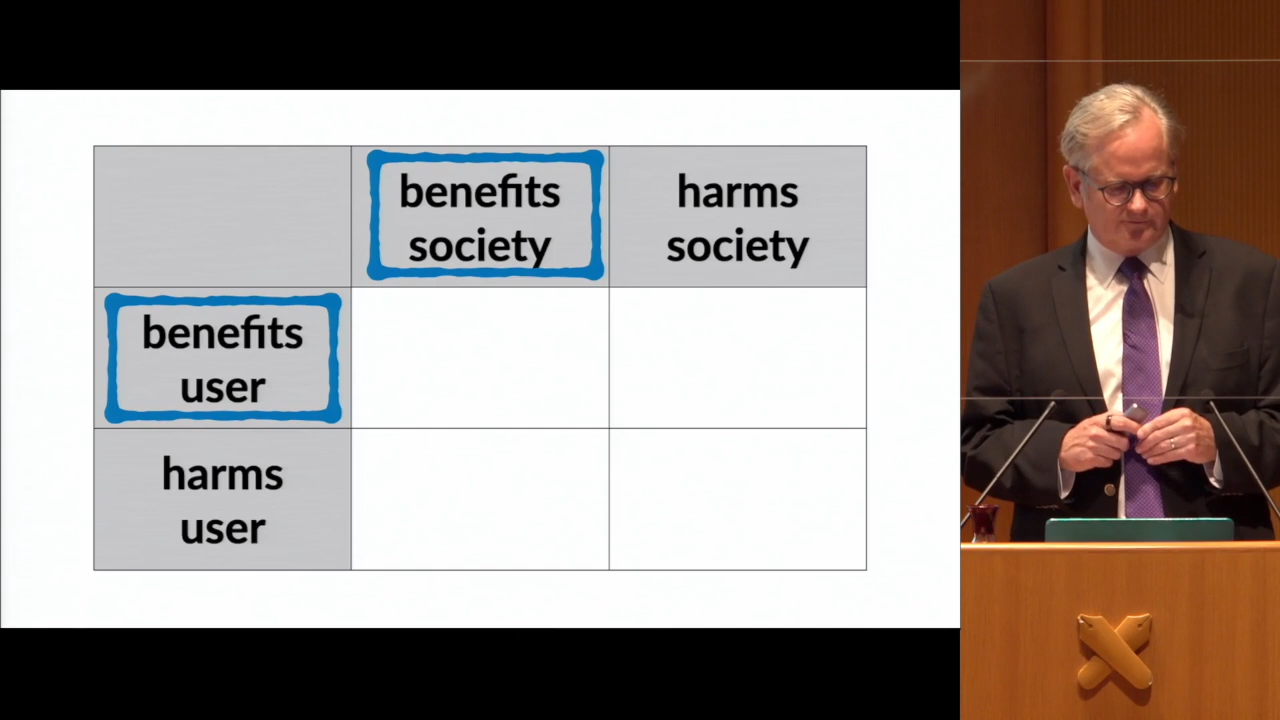 benefits
society
harms
society
benefits
user
harms
user